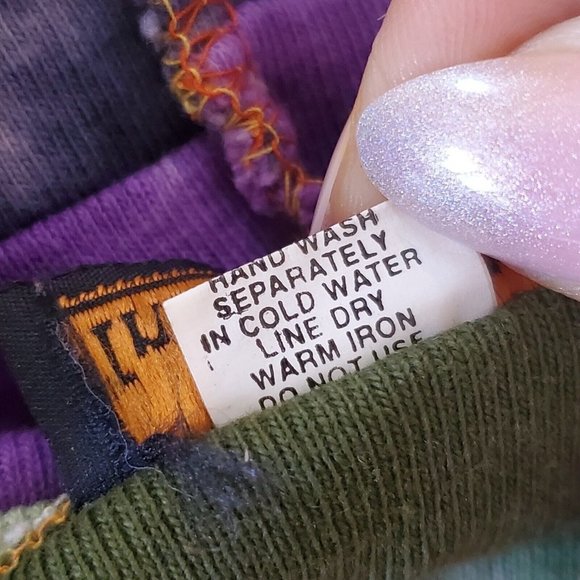 HAND WASH
SEPARATELY
IN COLD WATER
LINE DRY
WARM IRON
DO NOT USE